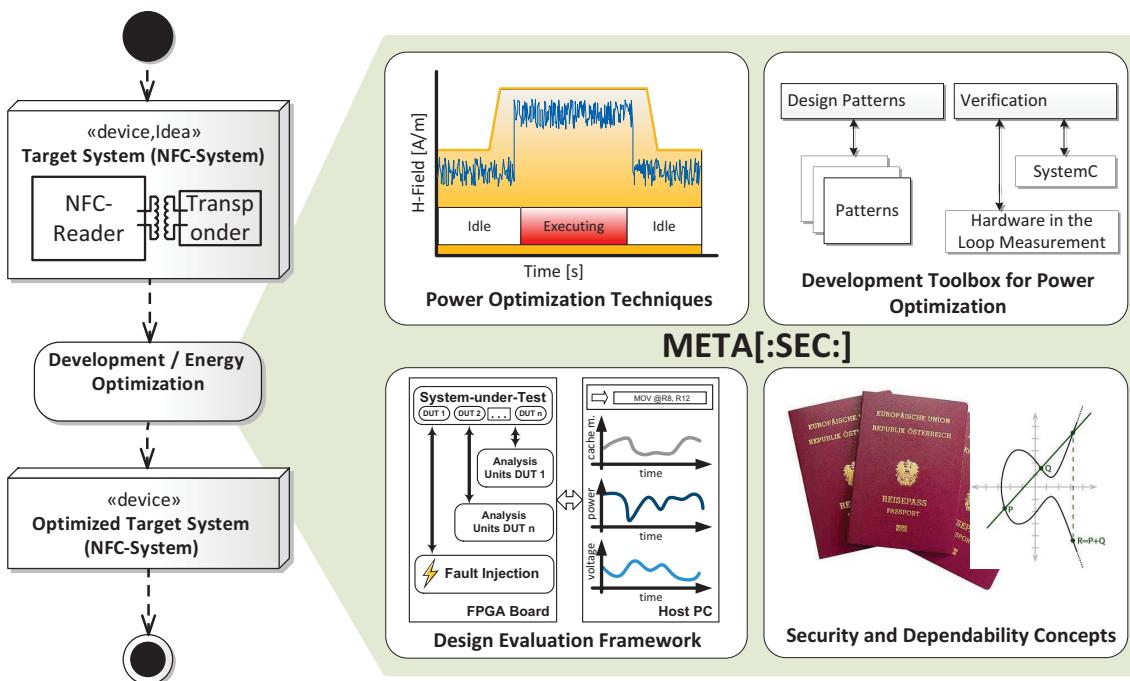 «device,Idea»
Target System (NFC-System)
NFC-
Reader
Transp
onder
Development / Energy
Optimization
«device»
Optimized Target System
(NFC-System)
H-Field [A/m]
Idle
Executing
Idle
Time [s]
Power Optimization Techniques
Design Patterns
Verification
Patterns
SystemC
Hardware in the
Loop Measurement
Development Toolbox for Power
Optimization
META[:SEC:]
System-under-Test
DUT 1
DUT 2
. . .
DUT n
Analysis
Units DUT 1
Analysis
Units DUT n
Fault Injection
FPGA Board
MOV @R8, R12
cache m.
time
power
time
voltage
time
Host PC
Design Evaluation Framework
EUROPÄISCHE UNION
REPUBLIK ÖSTERREICH
REISEPASS
PASSPORT
Q
P
R=P+Q
Security and Dependability Concepts